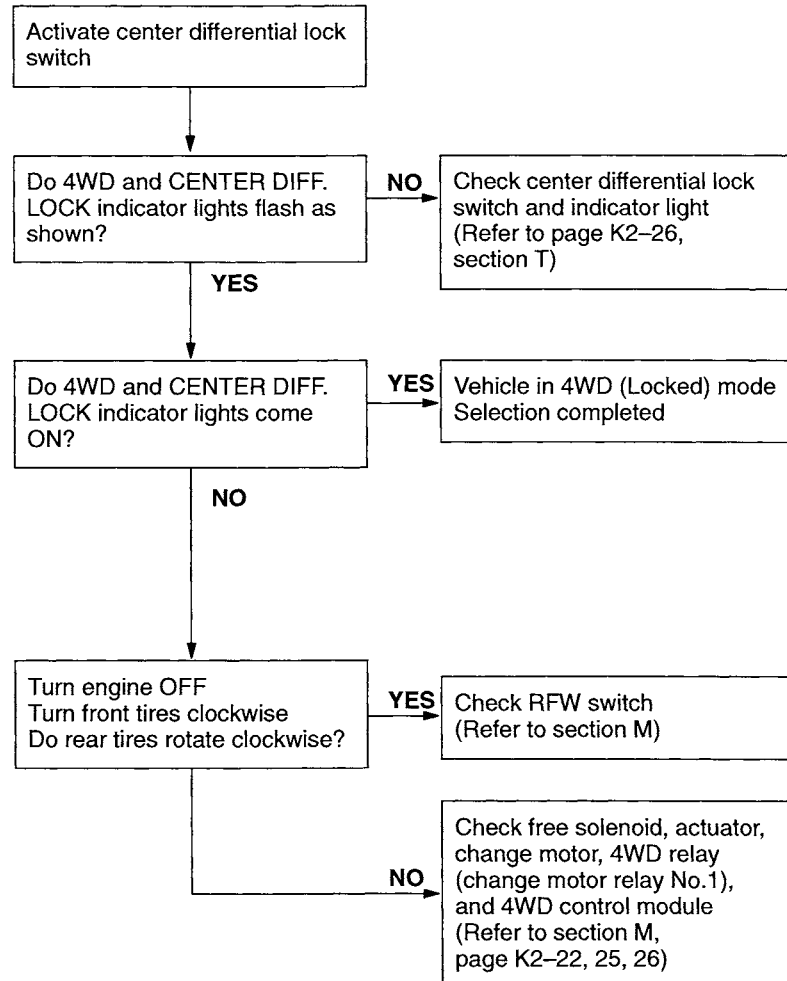 Activate center differential lock
switch
Do 4WD and CENTER DIFF.
LOCK indicator lights flash as
shown?
NO
Check center differential lock
switch and indicator light
(Refer to page K2–26,
section T)
YES
Do 4WD and CENTER DIFF.
LOCK indicator lights come
ON?
YES
Vehicle in 4WD (Locked) mode
Selection completed
NO
Turn engine OFF
Turn front tires clockwise
Do rear tires rotate clockwise?
YES
Check RFW switch
(Refer to section M)
NO
Check free solenoid, actuator,
change motor, 4WD relay
(change motor relay No.1),
and 4WD control module
(Refer to section M,
page K2–22, 25, 26)